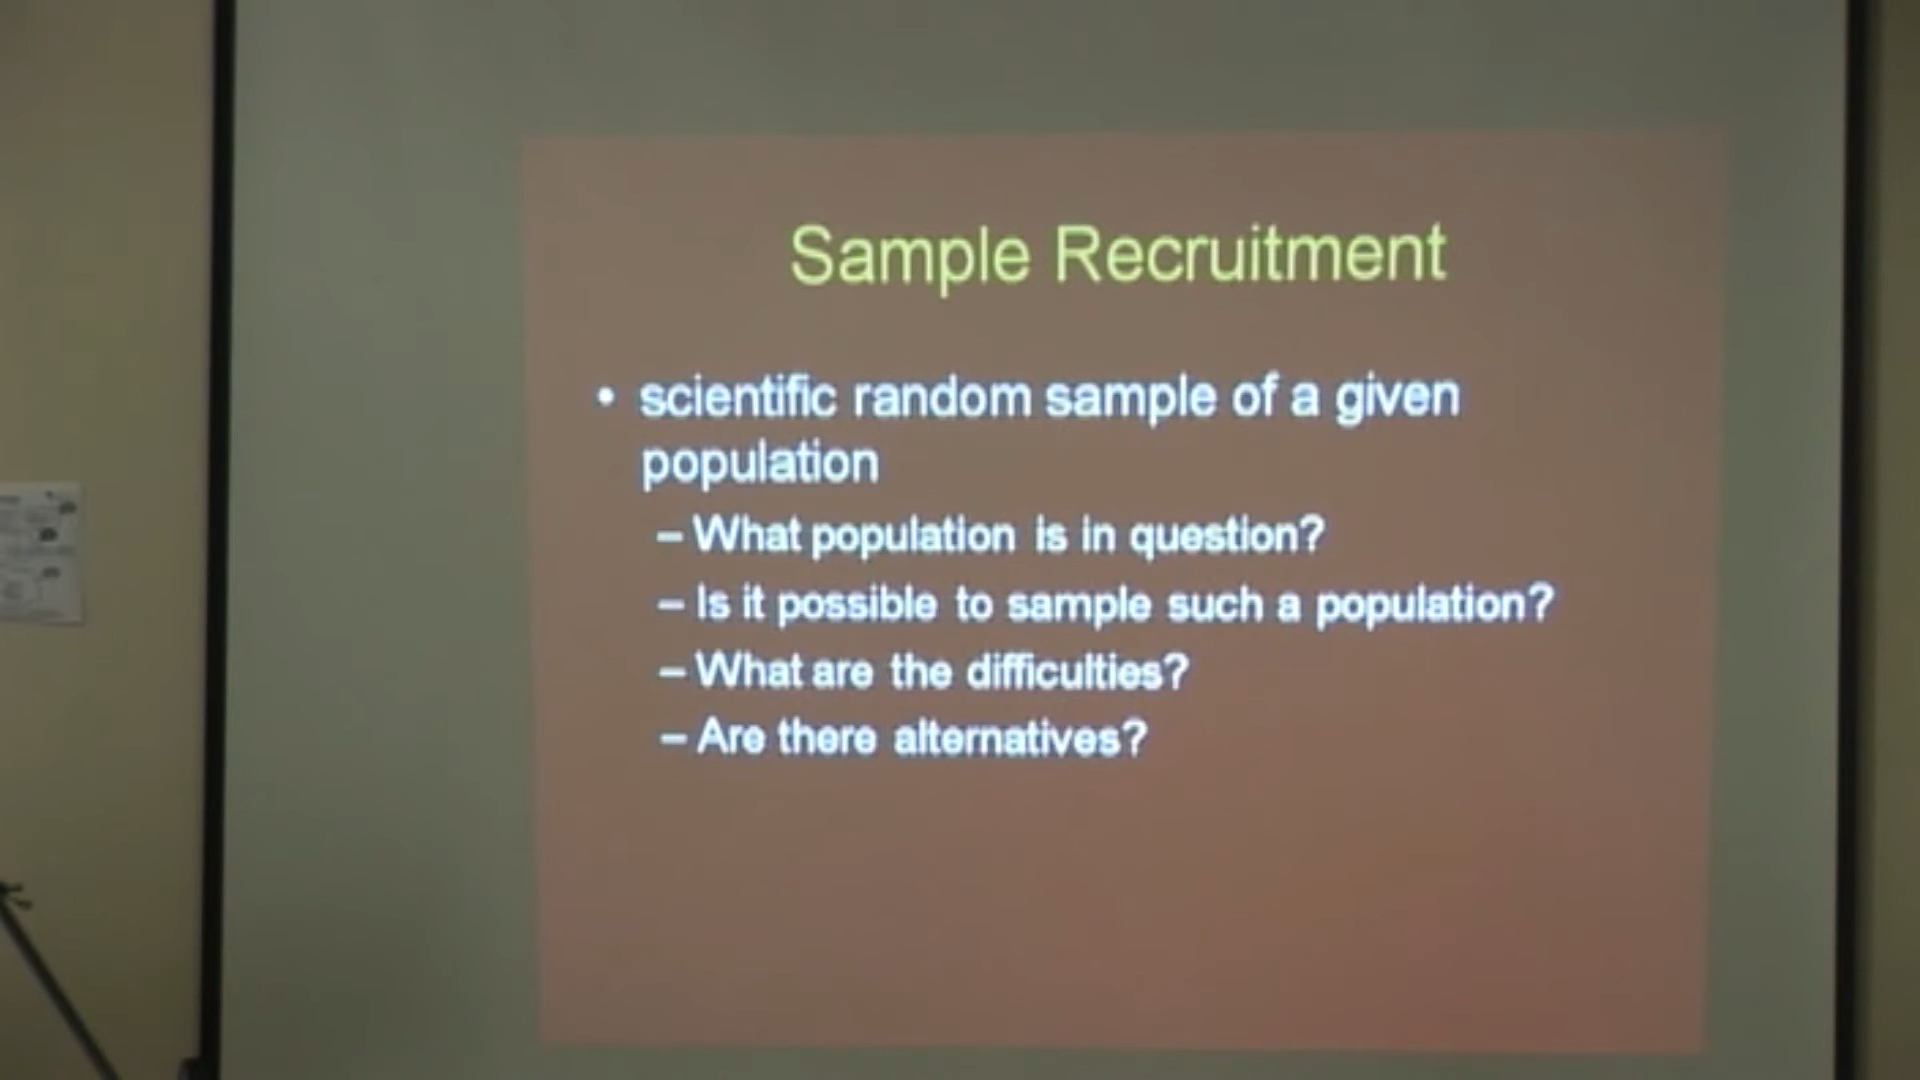 Sample Recruitment
• scientific random sample of a given
population
– What population is in question?
– Is it possible to sample such a population?
– What are the difficulties?
– Are there alternatives?